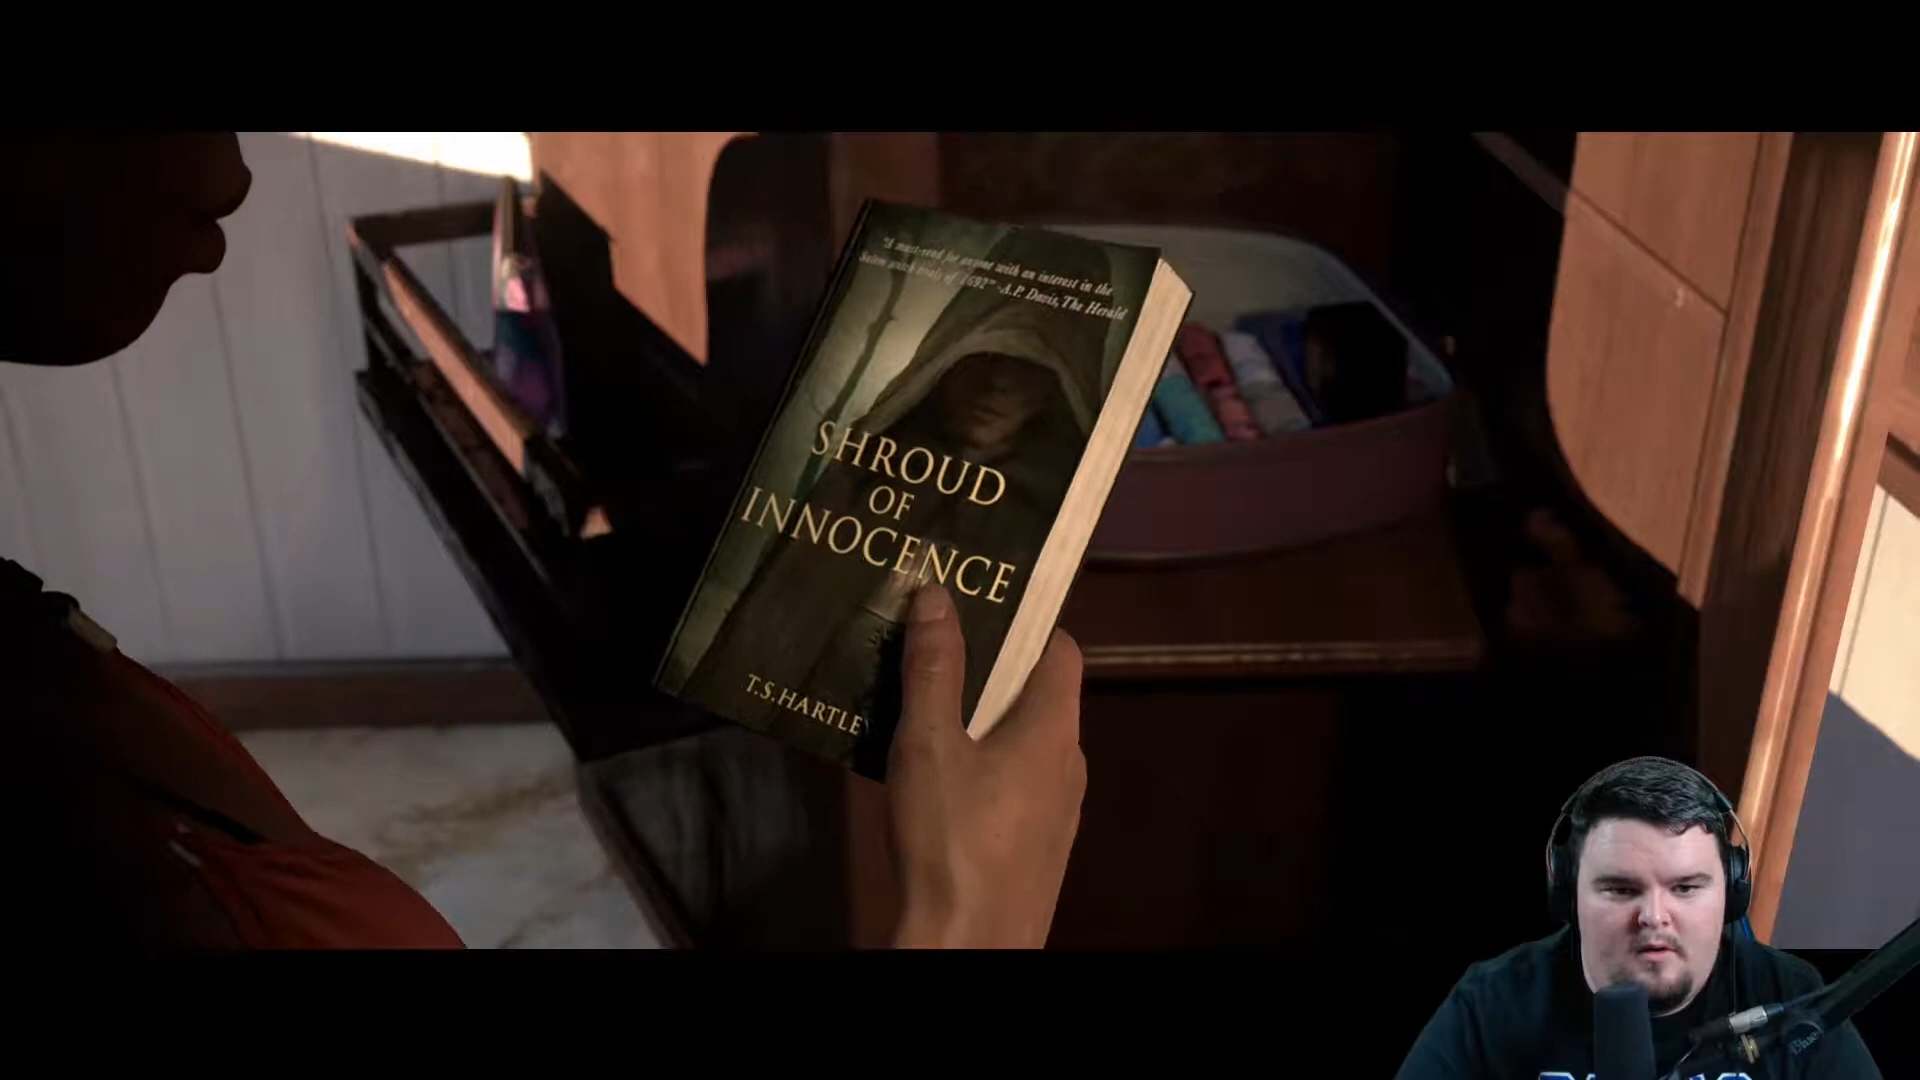 "A must-read for anyone with an interest in the
Salem witch trials of 1692" -A.P. Davis, The Herald
SHROUD
OF
INNOCENCE
T.S.HARTLEY
Blue